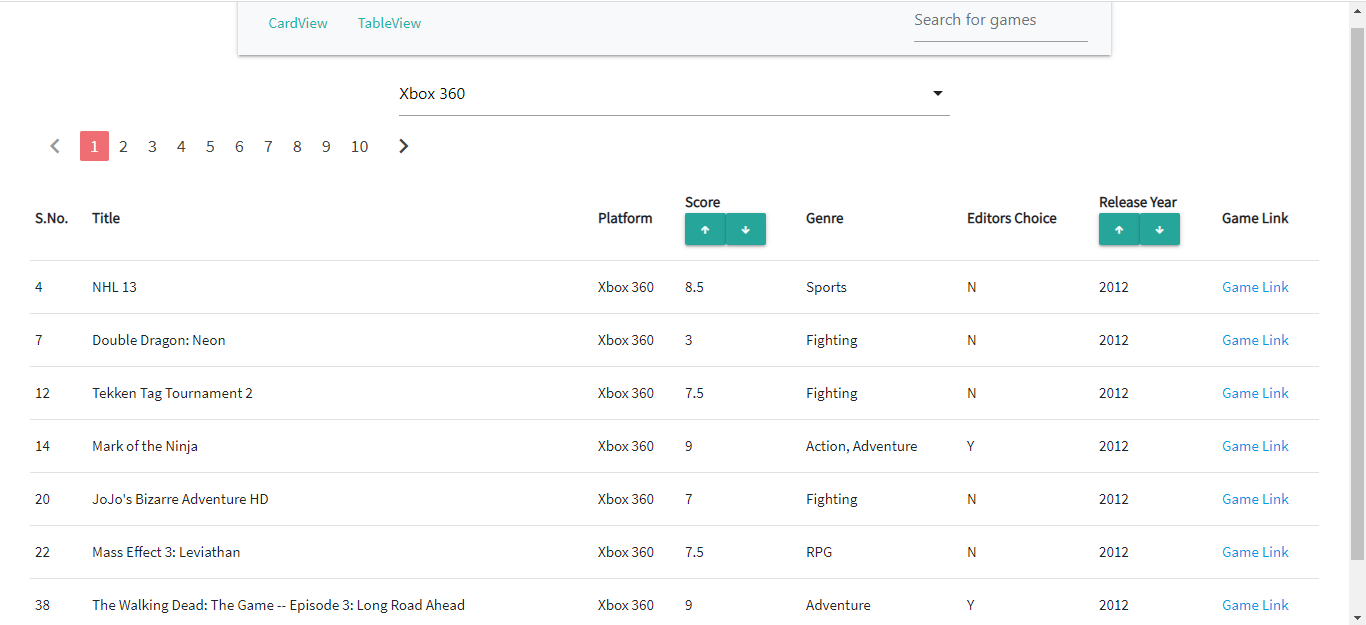 CardView TableView Search for games
Xbox 360
1 2 3 4 5 6 7 8 9 10
S.No. Title Platform Score Genre Editors Choice Release Year Game Link
4 NHL 13 Xbox 360 8.5 Sports N 2012 Game Link
7 Double Dragon: Neon Xbox 360 3 Fighting N 2012 Game Link
12 Tekken Tag Tournament 2 Xbox 360 7.5 Fighting N 2012 Game Link
14 Mark of the Ninja Xbox 360 9 Action, Adventure Y 2012 Game Link
20 JoJo's Bizarre Adventure HD Xbox 360 7 Fighting N 2012 Game Link
22 Mass Effect 3: Leviathan Xbox 360 7.5 RPG N 2012 Game Link
38 The Walking Dead: The Game -- Episode 3: Long Road Ahead Xbox 360 9 Adventure Y 2012 Game Link